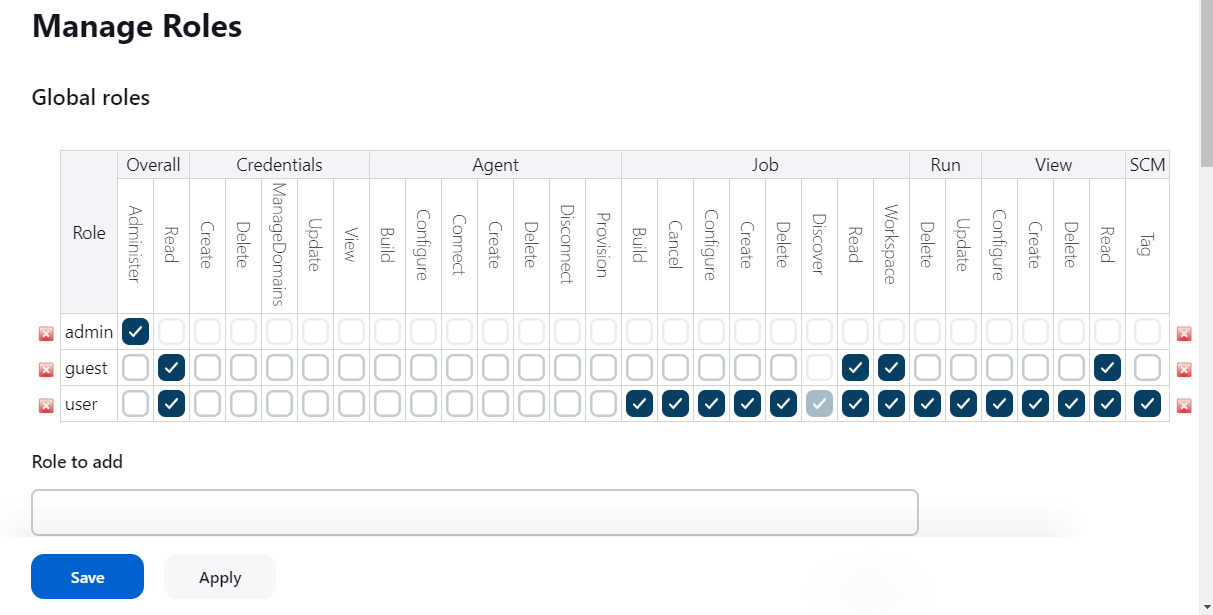 Manage Roles
Global roles
Overall Credentials Agent Job Run View SCM
Role Administer Read Create Delete ManageDomains Update View Build Configure Connect Create Delete Disconnect Provision Build Cancel Configure Create Delete Discover Read Workspace Delete Update Configure Create Delete Read Tag
admin
guest
user
Role to add
Save Apply